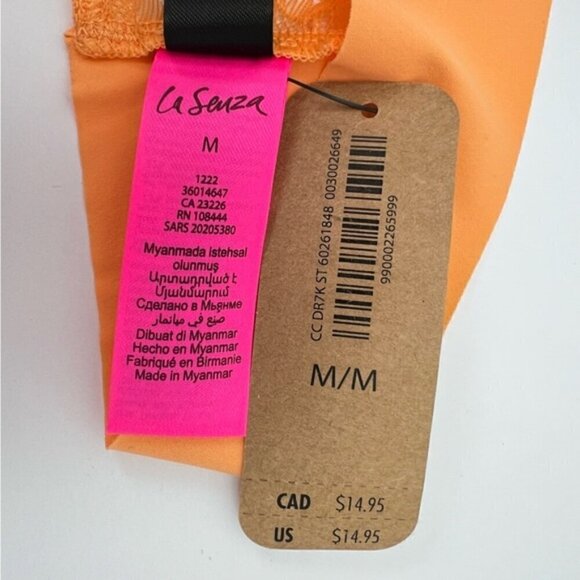 La Senza
M
1222
36014647
CA 23226
RN 108444
SARS 20205380
Myanmada istehsal
olunmuş
Արտադրված է
Մյանմարում
Сделано в Мьянме
صنع في ميانمار
Dibuat di Myanmar
Hecho en Myanmar
Fabriqué en Birmanie
Made in Myanmar
CC DR7K ST 60261848 0030026649
990002265999
M/M
CAD $14.95
US $14.95